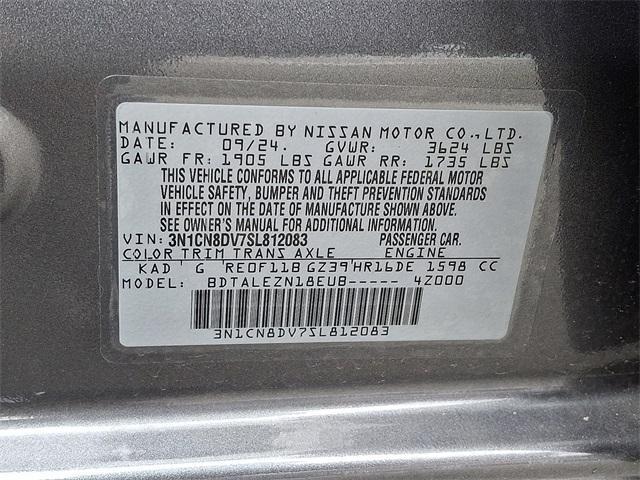 MANUFACTURED BY NISSAN MOTOR CO.,LTD.
DATE: 09/24. GVWR: 3624 LBS
GAWR FR: 1905 LBS GAWR RR: 1735 LBS
THIS VEHICLE CONFORMS TO ALL APPLICABLE FEDERAL MOTOR
VEHICLE SAFETY, BUMPER AND THEFT PREVENTION STANDARDS
IN EFFECT ON THE DATE OF MANUFACTURE SHOWN ABOVE.
SEE OWNER'S MANUAL FOR ADDITIONAL INFORMATION.
VIN: 3N1CN8DV7SL812083 PASSENGER CAR.
COLOR TRIM TRANS AXLE ENGINE
KAD G RE0F11B GZ39 HR16DE 1598 CC
MODEL: BDTALEZN18EUB----- 4Z000
3N1CN8DV7SL812083